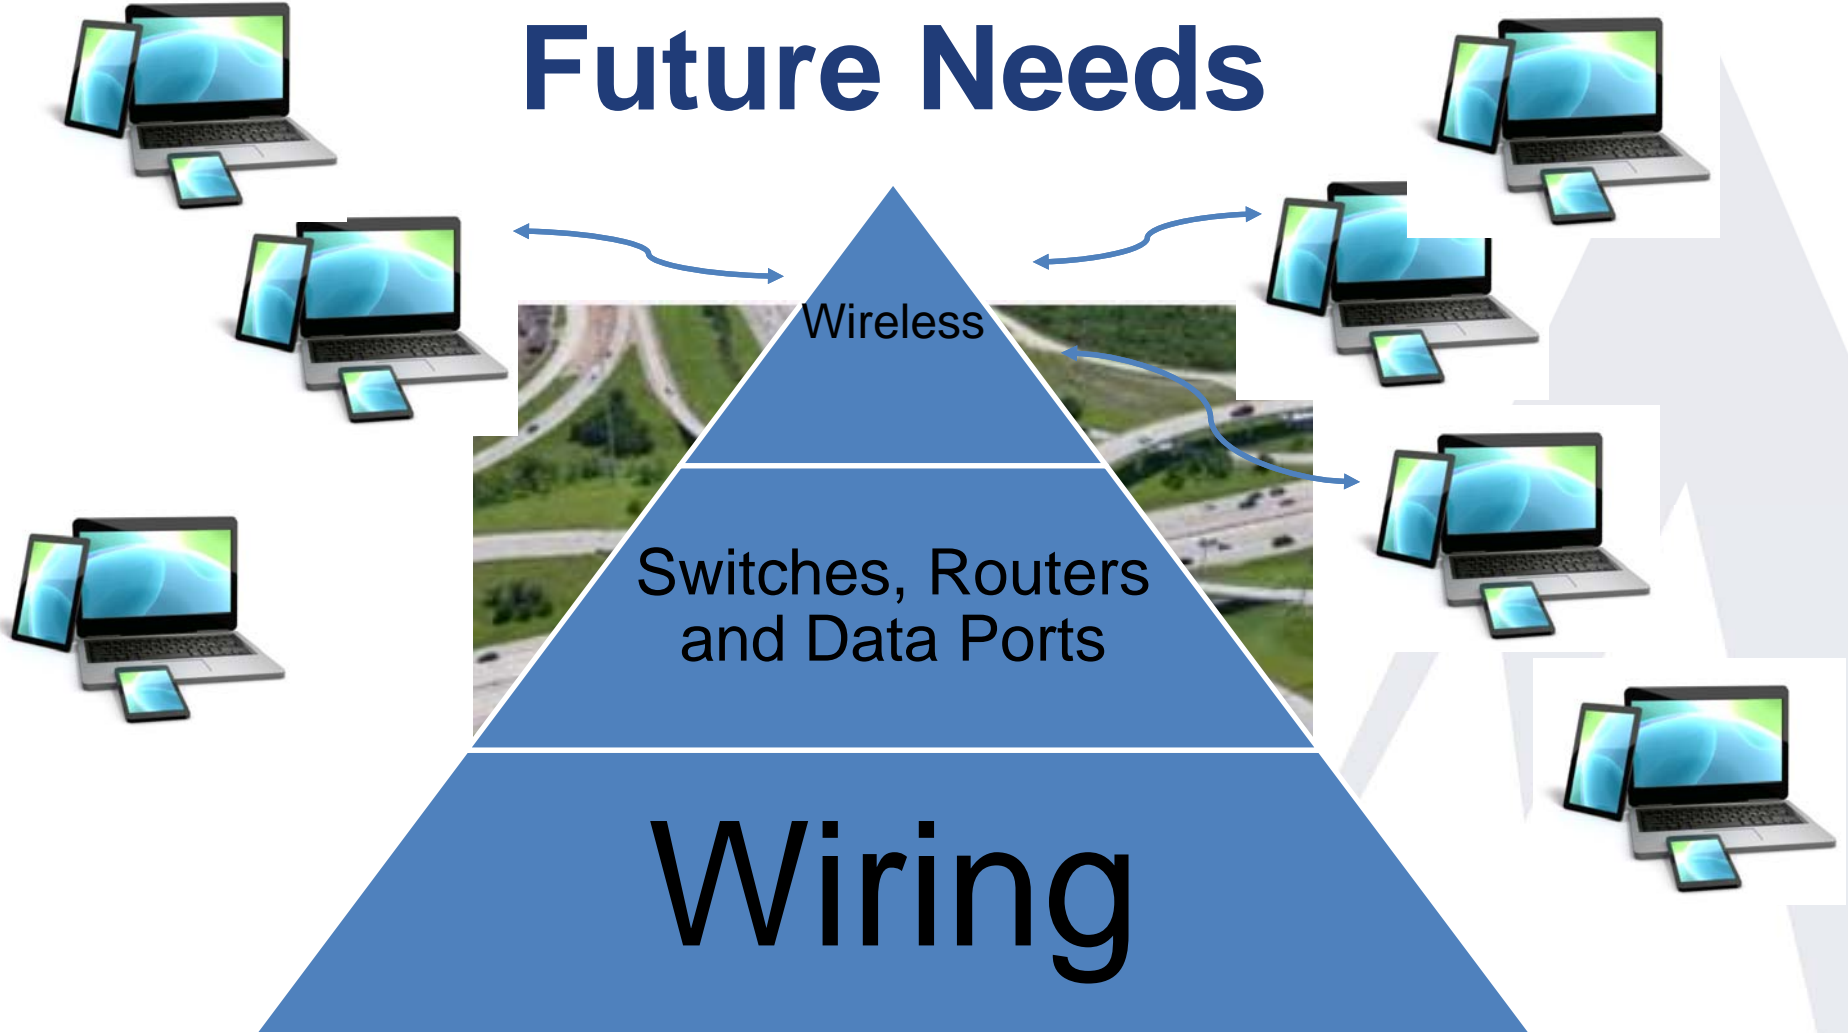 Future Needs
Wireless
Switches, Routers
and Data Ports
Wiring